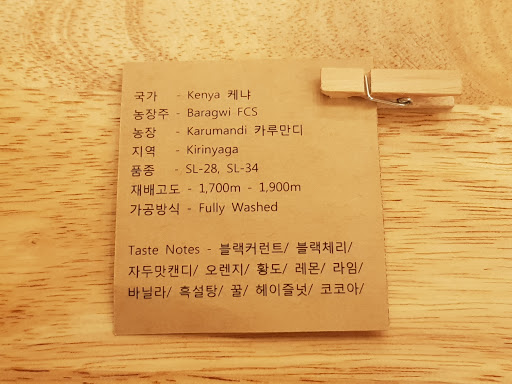 국가 - Kenya 케냐
농장주 - Baragwi FCS
농장 - Karumandi 카루만디
지역 - Kirinyaga
품종 - SL-28, SL-34
재배고도 - 1,700m - 1,900m
가공방식 - Fully Washed
Taste Notes - 블랙커런트/ 블랙체리/
자두맛캔디/ 오렌지/ 황도/ 레몬/ 라임/
바닐라/ 흑설탕/ 꿀/ 헤이즐넛/ 코코아/